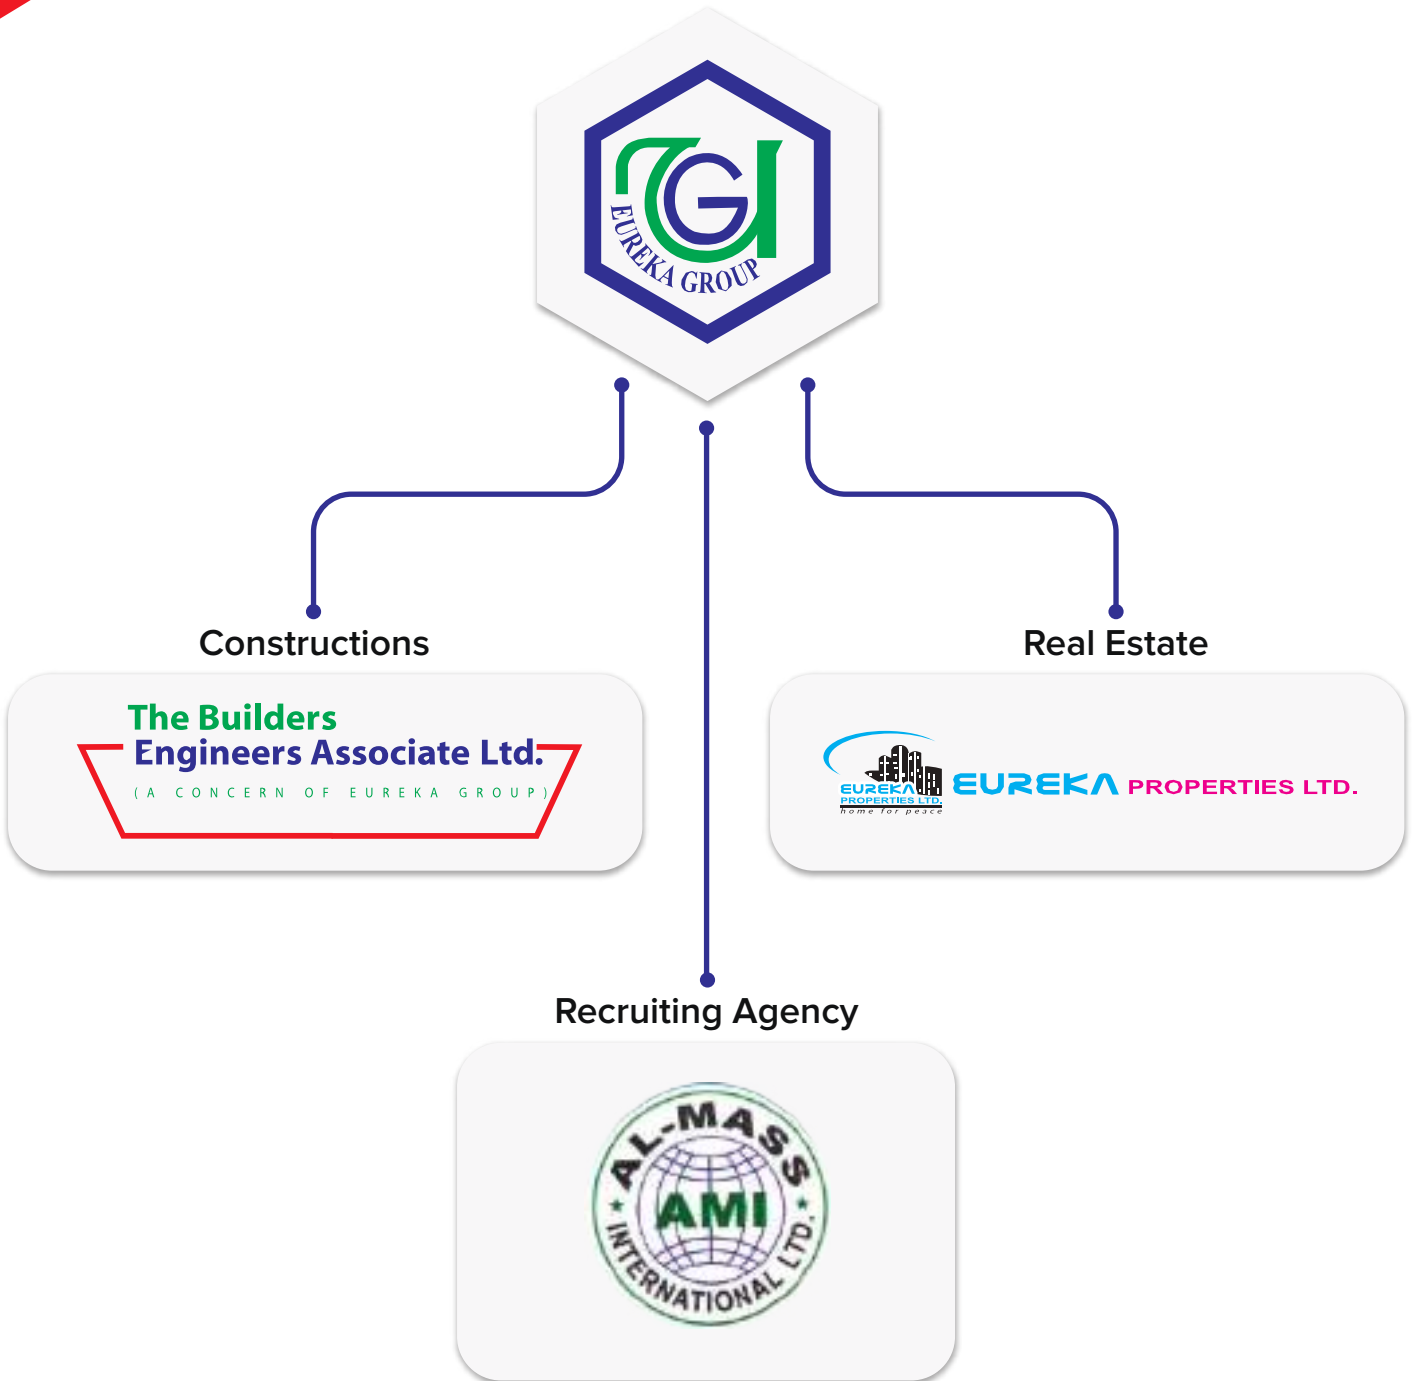 G
EUREKA GROUP
Constructions
The Builders
Engineers Associate Ltd.
(A CONCERN OF EUREKA GROUP)
Real Estate
EUREKA
PROPERTIES LTD.
home for peace
EUREKA PROPERTIES LTD.
Recruiting Agency
AL-MASS
AMI
INTERNATIONAL LTD.